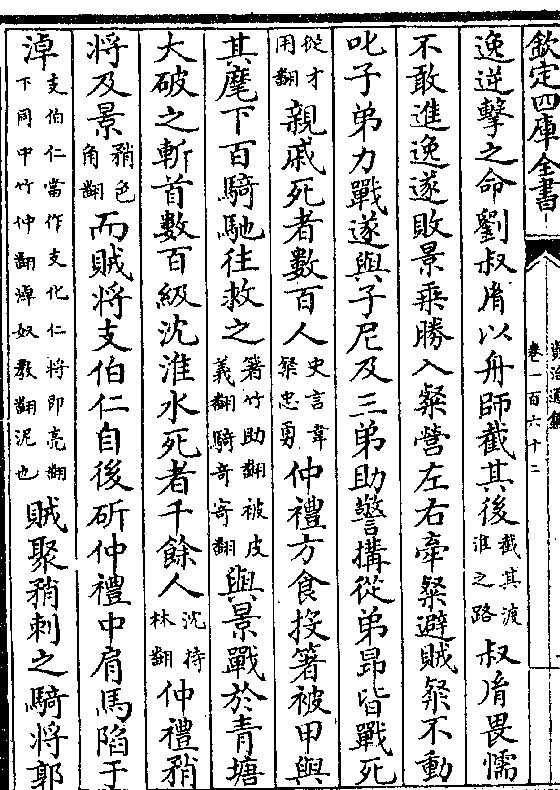 欽定四庫全書
資治通鑑
卷一百六十二
逸逆擊之命劉叔胤以舟師截其後截其渡淮之路叔胤畏懦
不敢進逸遂敗景乘勝入粲營左右牽粲避賊粲不動
叱子弟力戰遂與子尼及三弟助警搆從弟昂皆戰死
從才用翻親戚死者數百人史言韋粲忠勇仲禮方食投箸被甲與
其麾下百騎馳往救之箸竹助翻被皮義翻騎奇寄翻與景戰於青塘
大破之斬首數百級沈淮水死者千餘人沈持林翻仲禮矟
將及景矟色角翻而賊將支伯仁自後斫仲禮中肩馬陷于
淖支伯仁當作支化仁將即亮翻下同中竹仲翻淖奴教翻泥也賊聚矟刺之騎將郭